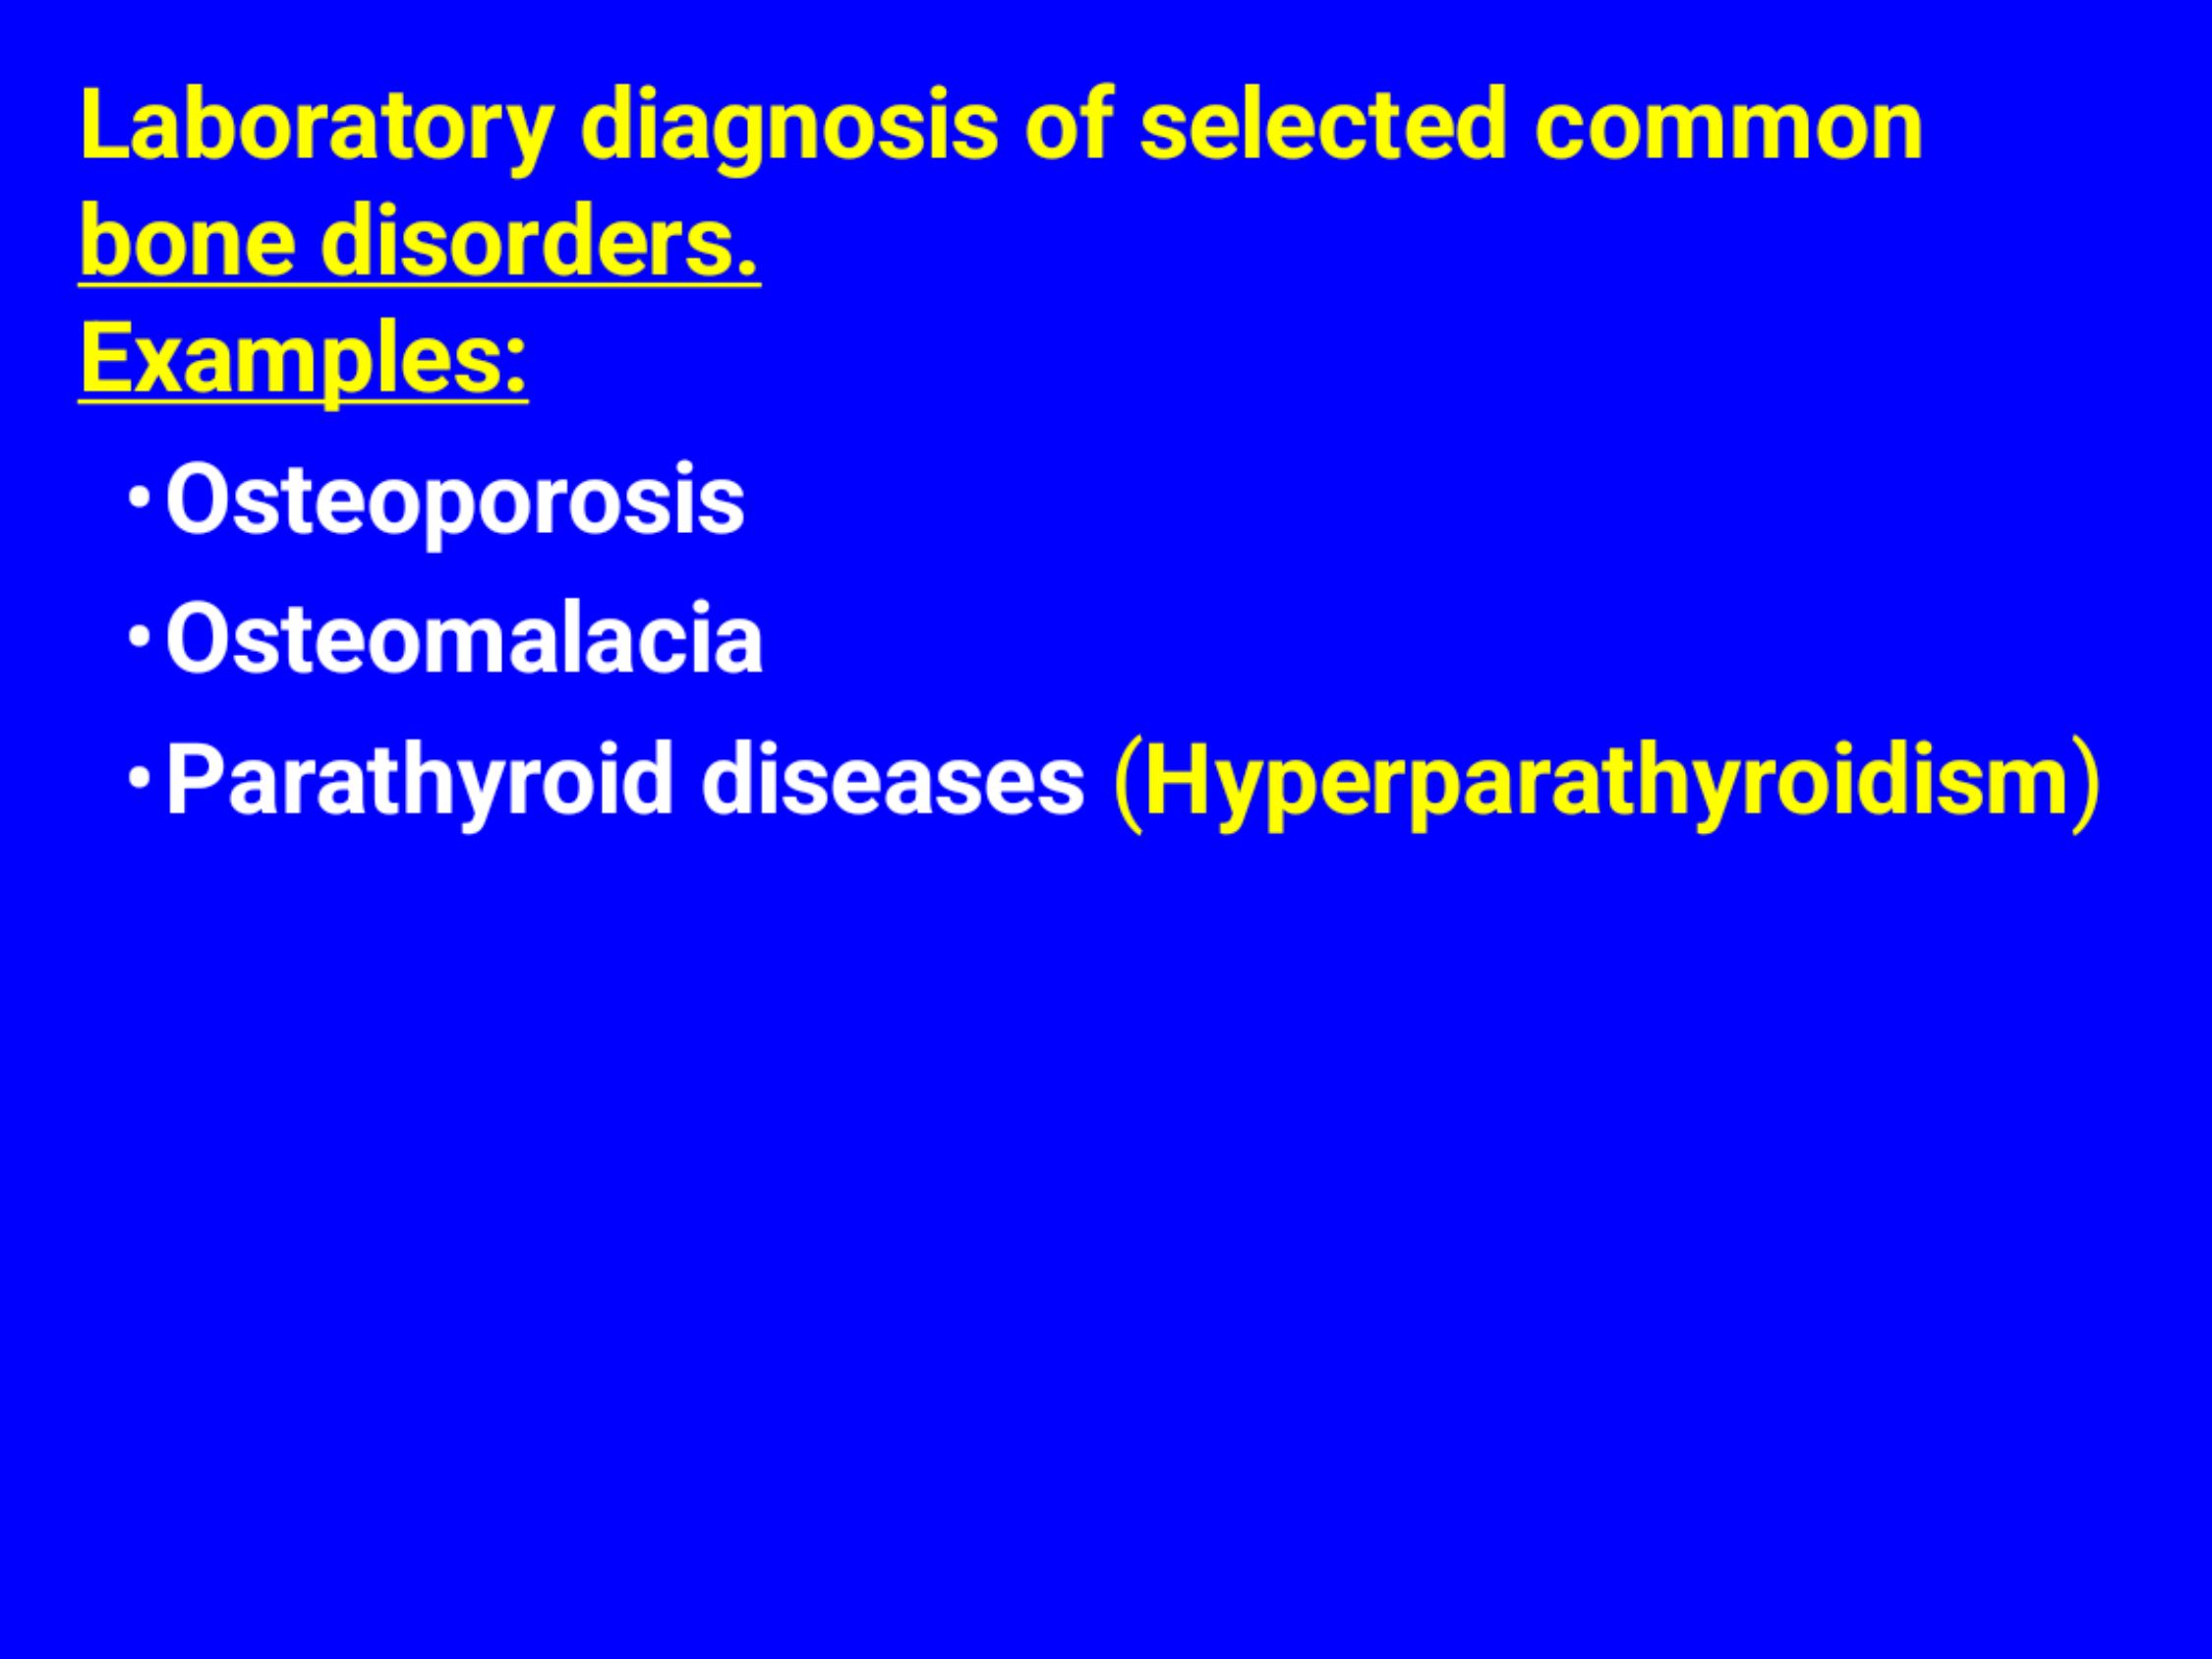 Laboratory diagnosis of selected common
bone disorders.
Examples:
• Osteoporosis
• Osteomalacia
• Parathyroid diseases (Hyperparathyroidism)